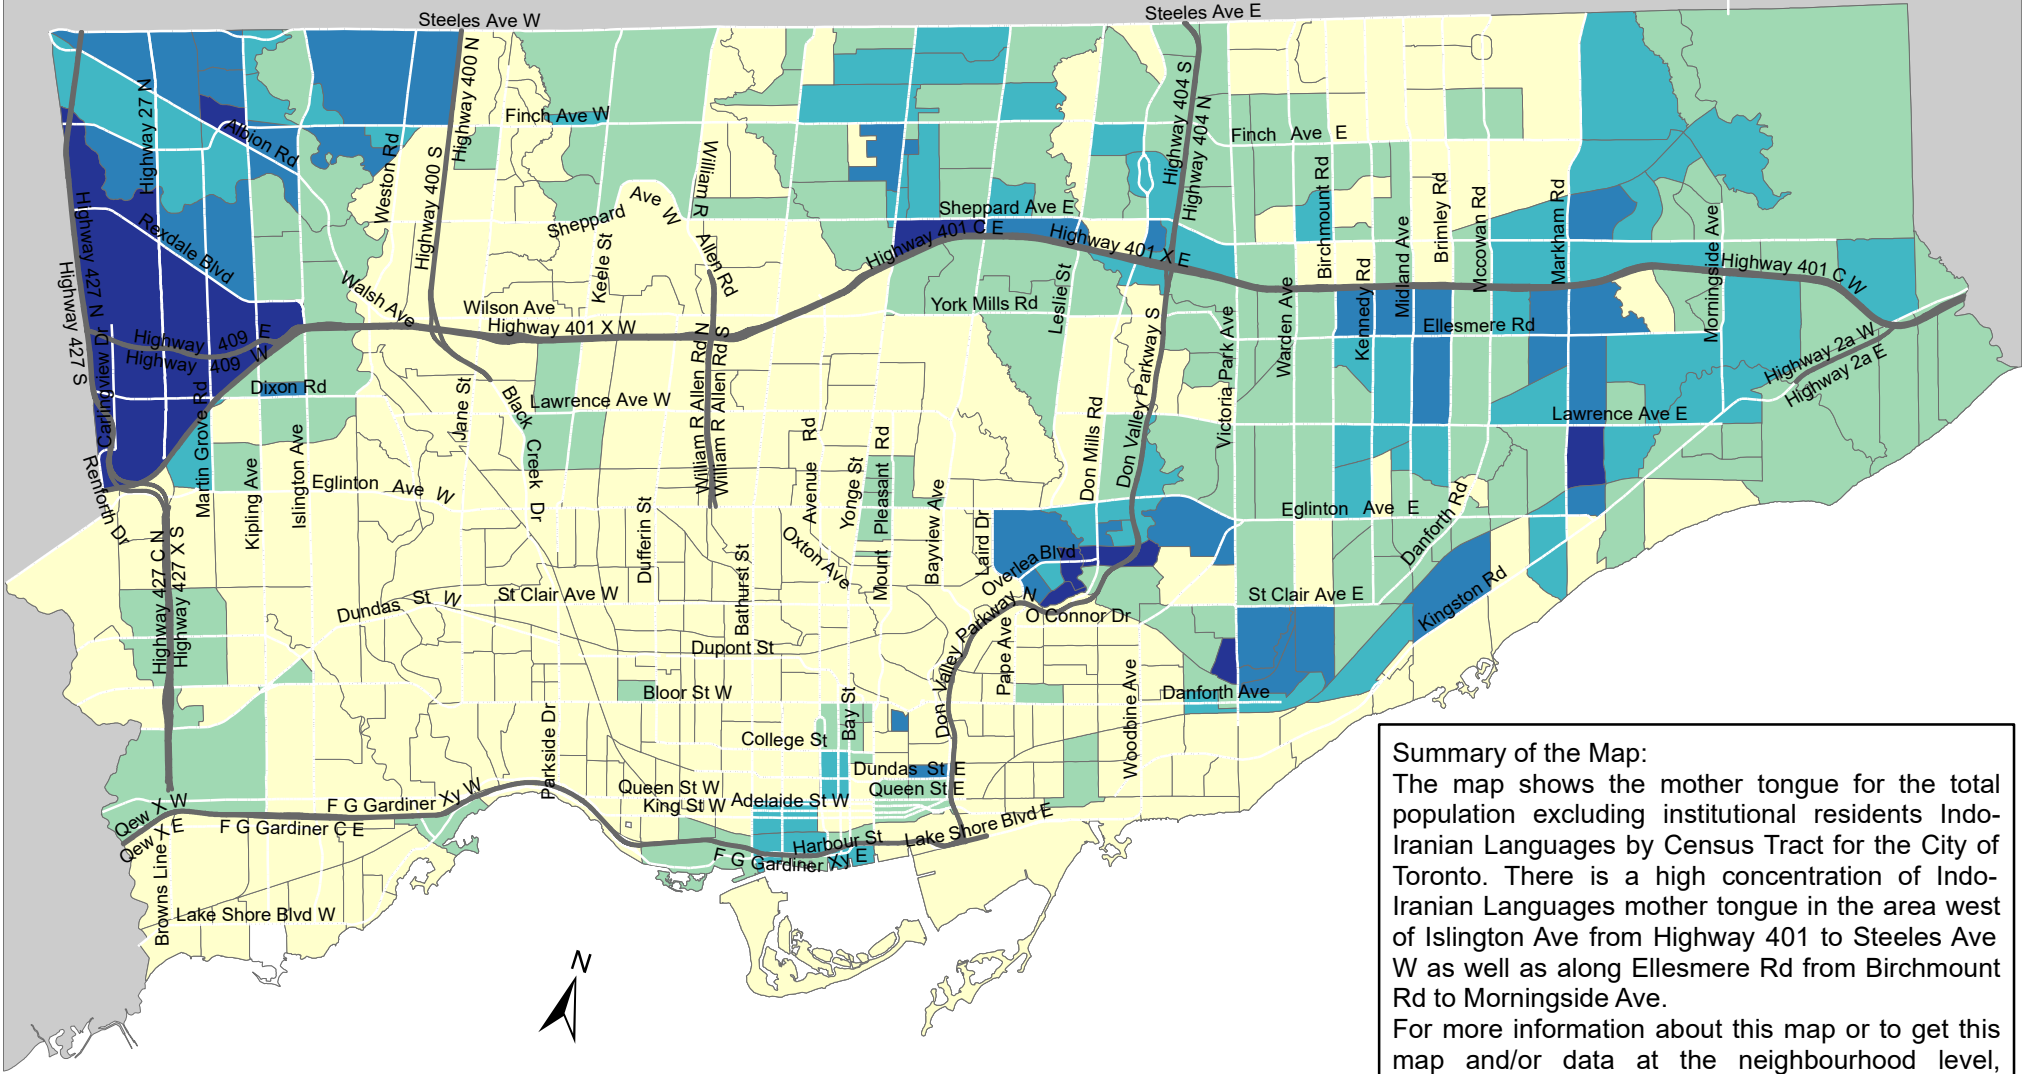 Steeles Ave W
Steeles Ave E
Highway 400 N
Highway 404 S
Highway 404 N
Highway 27 N
Finch Ave W
Finch Ave E
Albion Rd
Weston Rd
Highway 400 S
William R
Allen Rd
Sheppard Ave W
Keele St
Sheppard Ave E
Birchmount Rd
Brimley Rd
Mccowan Rd
Markham Rd
Midland Ave
Morningside Ave
Highway 427 N
Rexdale Blvd
Highway 401 C E
Highway 401 X E
Highway 401 C W
Highway 427 S
Walsh Ave
Wilson Ave
Highway 401 X W
York Mills Rd
Leslie St
Kennedy Rd
Warden Ave
Ellesmere Rd
Highway 409 E
Highway 409 W
Carlingview Dr
Martin Grove Rd
Dixon Rd
Jane St
Black Creek Dr
Lawrence Ave W
William R Allen Rd N
William R Allen Rd S
Don Valley Parkway S
Victoria Park Ave
Highway 2a W
Highway 2a E
Lawrence Ave E
Renforth Dr
Kipling Ave
Islington Ave
Eglinton Ave W
Dufferin St
Avenue Rd
Yonge St
Mount Pleasant Rd
Bayview Ave
Laird Dr
Don Mills Rd
Eglinton Ave E
Danforth Rd
Highway 427 C N
Highway 427 X S
Oxton Ave
Bathurst St
Overlea Blvd
Dundas St W
St Clair Ave W
St Clair Ave E
Kingston Rd
Don Valley Parkway N
O Connor Dr
Pape Ave
Dupont St
Woodbine Ave
Bloor St W
Danforth Ave
Bay St
Parkside Dr
College St
Dundas St E
Queen St W
Queen St E
King St W
Adelaide St W
Qew X W
Qew X E
F G Gardiner Xy W
F G Gardiner C E
Harbour St
Lake Shore Blvd E
F G Gardiner Xy E
Browns Line
Lake Shore Blvd W
N
Summary of the Map:
The map shows the mother tongue for the total
population excluding institutional residents Indo-
Iranian Languages by Census Tract for the City of
Toronto. There is a high concentration of Indo-
Iranian Languages mother tongue in the area west
of Islington Ave from Highway 401 to Steeles Ave
W as well as along Ellesmere Rd from Birchmount
Rd to Morningside Ave.
For more information about this map or to get this
map and/or data at the neighbourhood level,